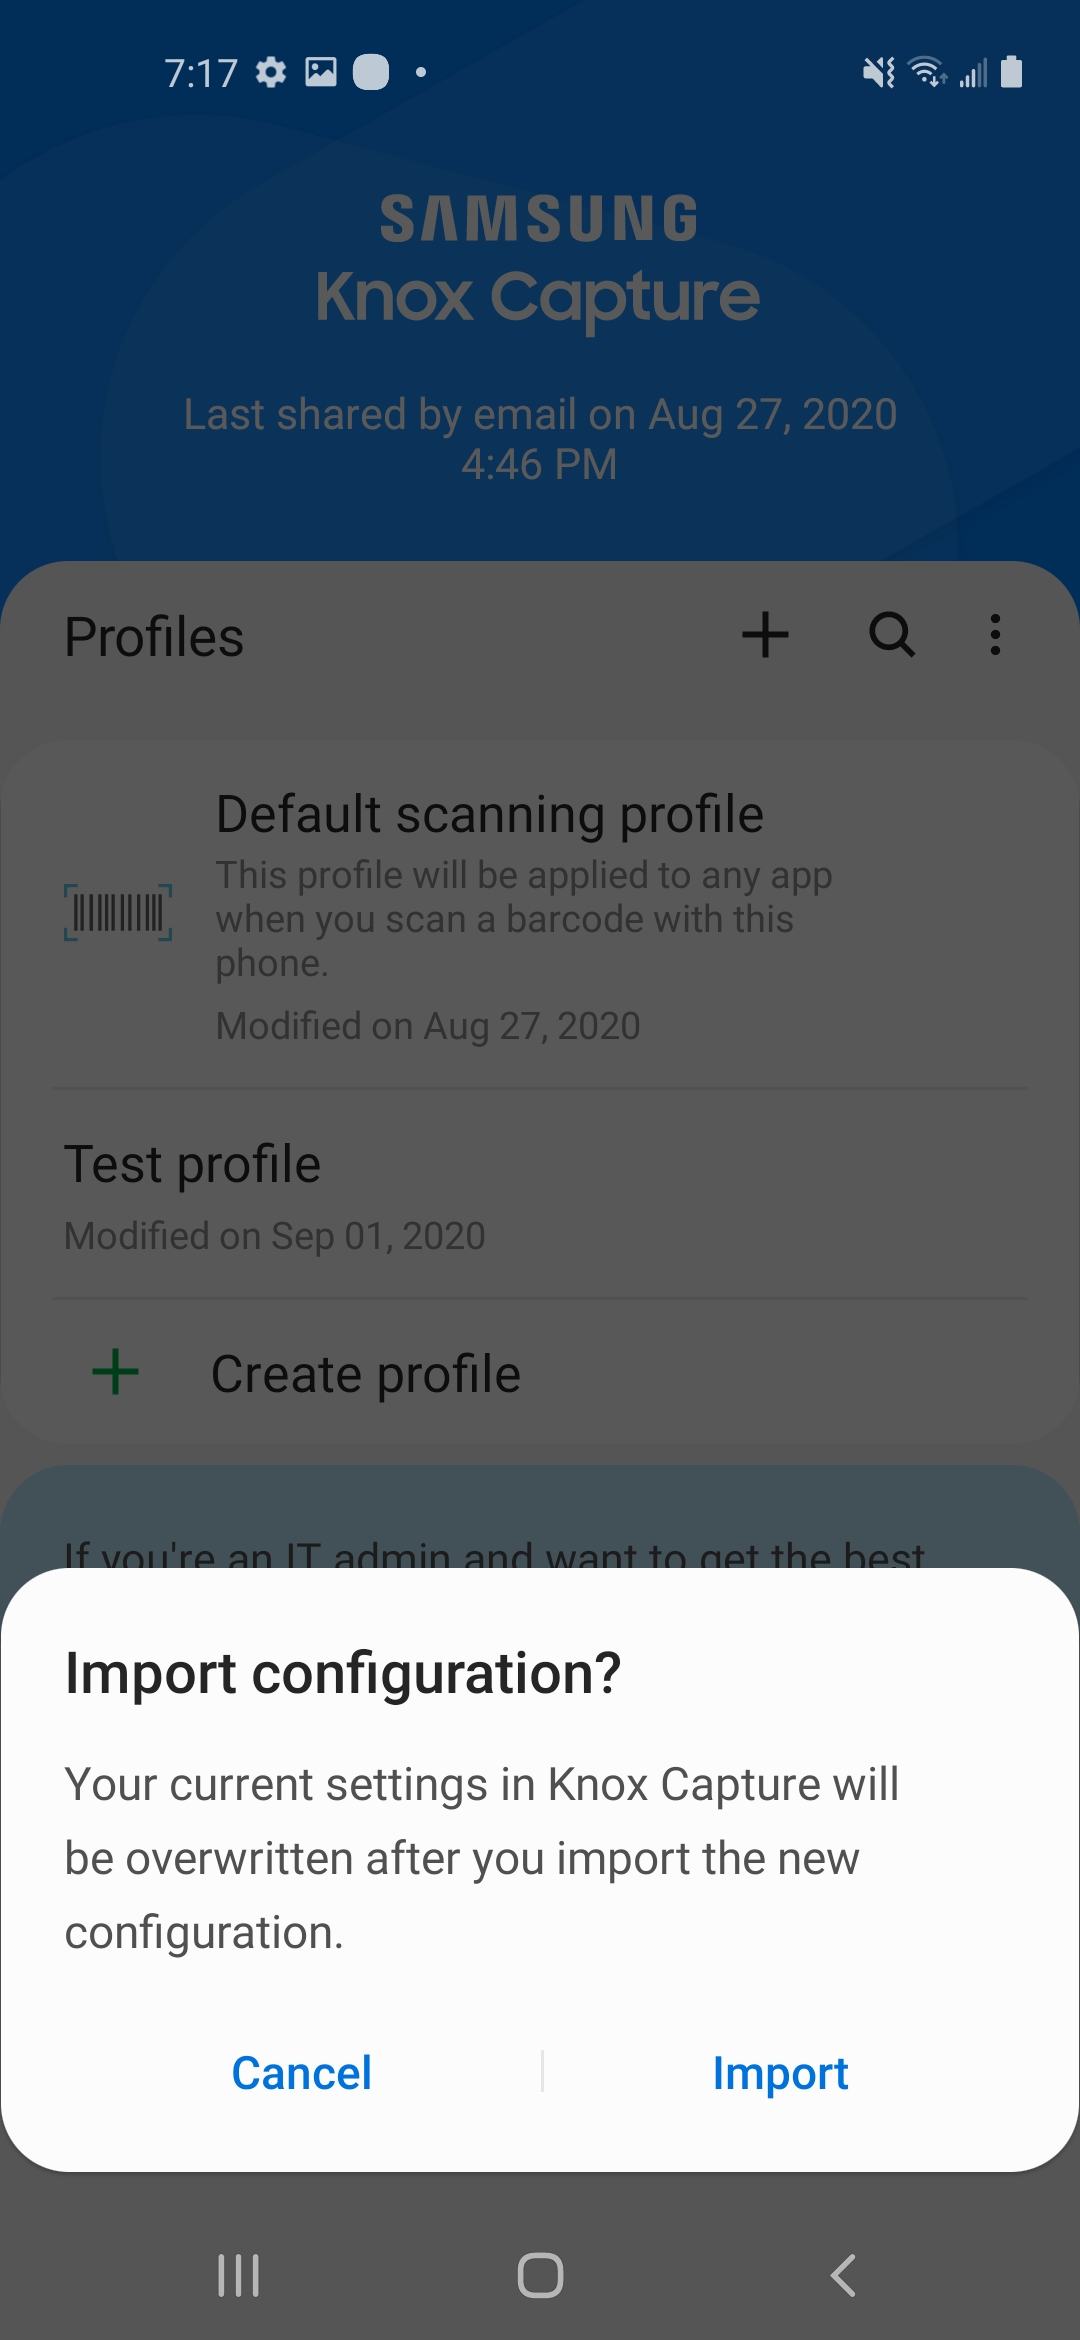 7:17
SAMSUNG
Knox Capture
Last shared by email on Aug 27, 2020
4:46 PM
Profiles
Default scanning profile
This profile will be applied to any app
when you scan a barcode with this
phone.
Modified on Aug 27, 2020
Test profile
Modified on Sep 01, 2020
Create profile
If you're an IT admin and want to get the best
Import configuration?
Your current settings in Knox Capture will
be overwritten after you import the new
configuration.
Cancel
Import